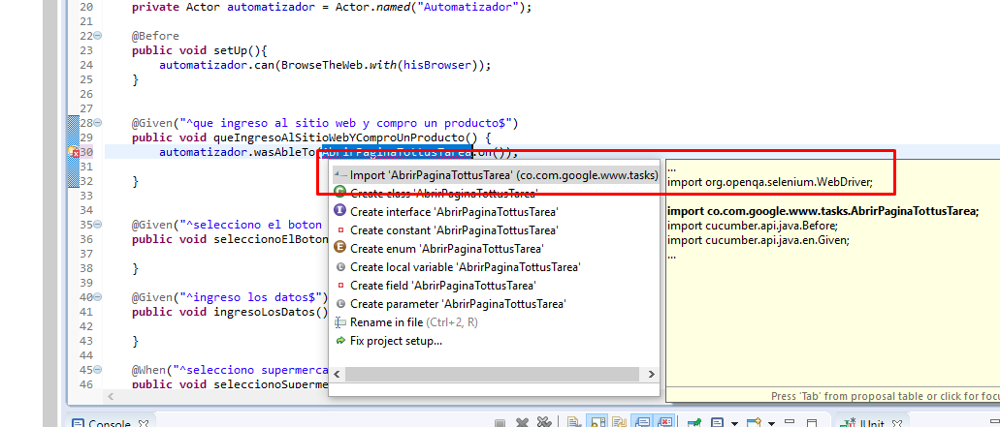 20 private Actor automatizador = Actor.named("Automatizador");
21
22 @Before
23 public void setUp(){
24 automatizador.can(BrowseTheWeb.with(hisBrowser));
25 }
26
27
28 @Given("^que ingreso al sitio web y compro un producto$")
29 public void queIngresoAlSitioWebYComproUnProducto() {
30 automatizador.wasAbleTo(AbrirPaginaTottusTarea.on());
31
32 }
33
34
35 @Given("^selecciono el boton
36 public void seleccionoElBoton
37
38 }
39
40 @Given("^ingreso los datos$")
41 public void ingresoLosDatos()
42
43 }
44
45 @When("^selecciono supermerca
46 public void seleccionoSuperme
Import 'AbrirPaginaTottusTarea' (co.com.google.www.tasks)
Create class 'AbrirPaginaTottusTarea'
Create interface 'AbrirPaginaTottusTarea'
Create constant 'AbrirPaginaTottusTarea'
Create enum 'AbrirPaginaTottusTarea'
Create local variable 'AbrirPaginaTottusTarea'
Create field 'AbrirPaginaTottusTarea'
Create parameter 'AbrirPaginaTottusTarea'
Rename in file (Ctrl+2, R)
Fix project setup...
...
import org.openqa.selenium.WebDriver;
import co.com.google.www.tasks.AbrirPaginaTottusTarea;
import cucumber.api.java.Before;
import cucumber.api.java.en.Given;
...
Press 'Tab' from proposal table or click for focu
Console
JUnit